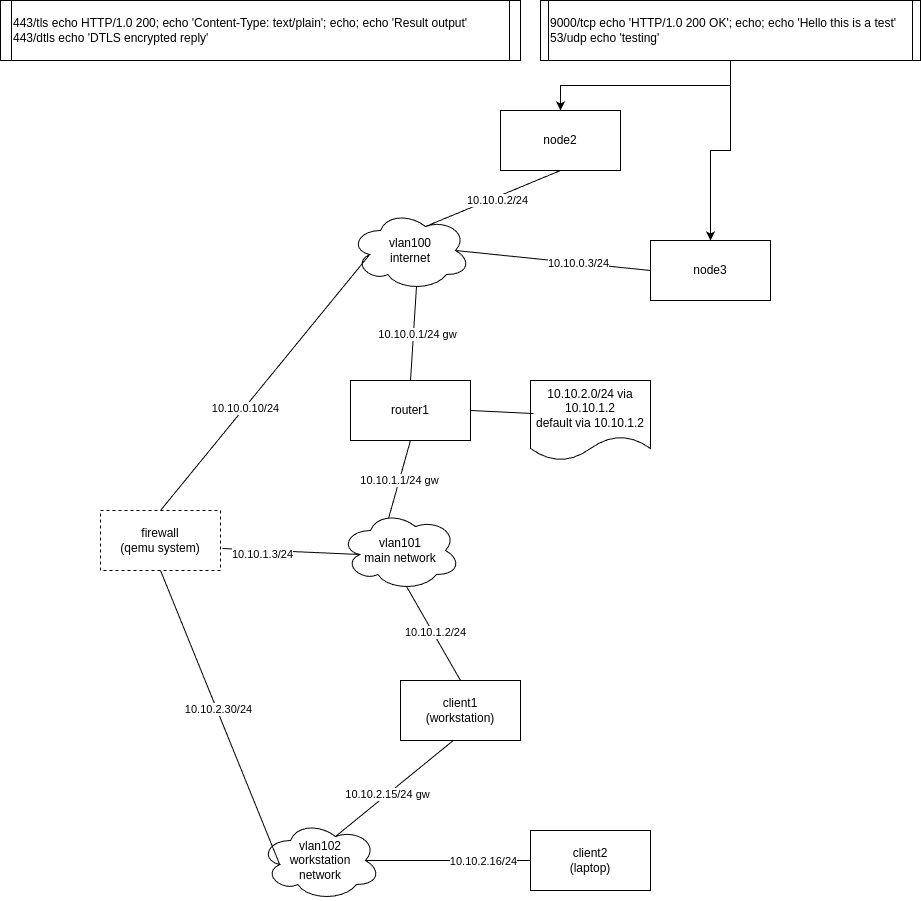 443/tls echo HTTP/1.0 200; echo 'Content-Type: text/plain'; echo; echo 'Result output'
443/dtls echo 'DTLS encrypted reply'
9000/tcp echo 'HTTP/1.0 200 OK'; echo; echo 'Hello this is a test'
53/udp echo 'testing'
node2
10.10.0.2/24
vlan100
internet
10.10.0.3/24
node3
10.10.0.1/24 gw
10.10.0.10/24
router1
10.10.2.0/24 via
10.10.1.2
default via 10.10.1.2
10.10.1.1/24 gw
firewall
(qemu system)
10.10.1.3/24
vlan101
main network
10.10.1.2/24
client1
(workstation)
10.10.2.30/24
10.10.2.15/24 gw
vlan102
workstation
network
10.10.2.16/24
client2
(laptop)